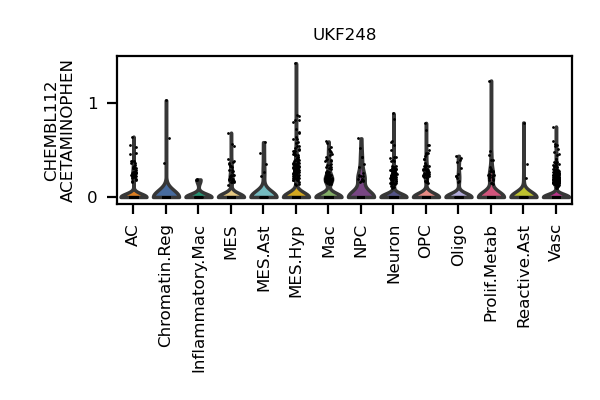 UKF248
CHEMBL112
ACETAMINOPHEN
1
0
AC
Chromatin.Reg
Inflammatory.Mac
MES
MES.Ast
MES.Hyp
Mac
NPC
Neuron
OPC
Oligo
Prolif.Metab
Reactive.Ast
Vasc